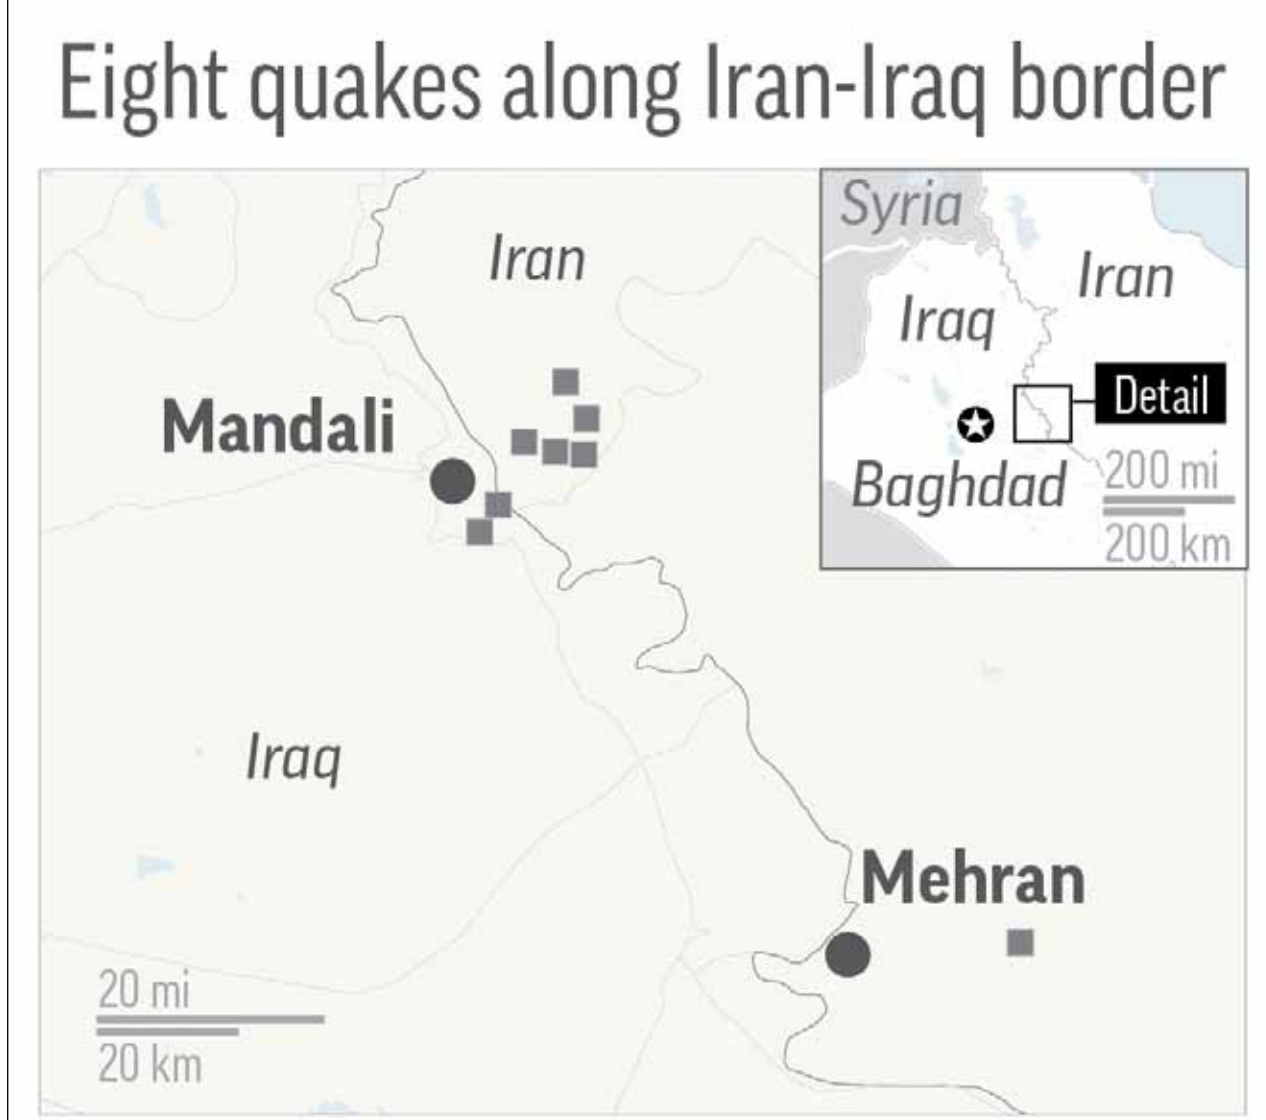 Eight quakes along Iran-Iraq border
Syria
Iran
Iraq
Detail
Baghdad
200 mi
200 km
Iran
Mandali
Iraq
Mehran
20 mi
20 km